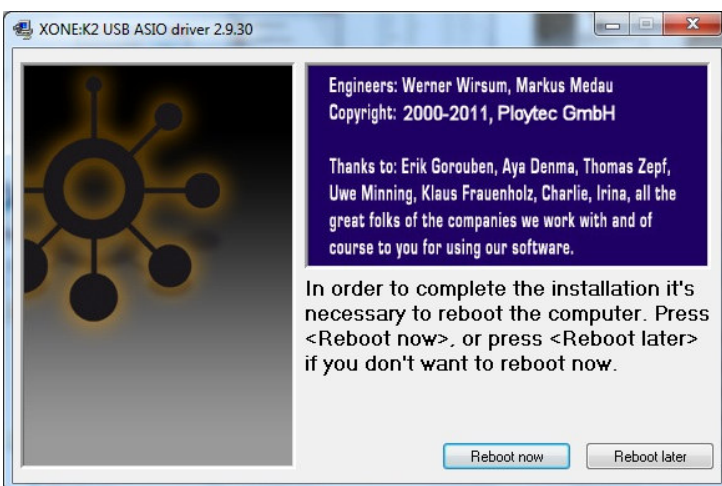 XONE:K2 USB ASIO driver 2.9.30
Engineers: Werner Wirsum, Markus Medau
Copyright: 2000-2011, Ploytec GmbH
Thanks to: Erik Gorouben, Aya Denma, Thomas Zepf,
Uwe Minning, Klaus Frauenholz, Charlie, Irina, all the
great folks of the companies we work with and of
course to you for using our software.
In order to complete the installation it's
necessary to reboot the computer. Press
<Reboot now>, or press <Reboot later>
if you don't want to reboot now.
Reboot now
Reboot later